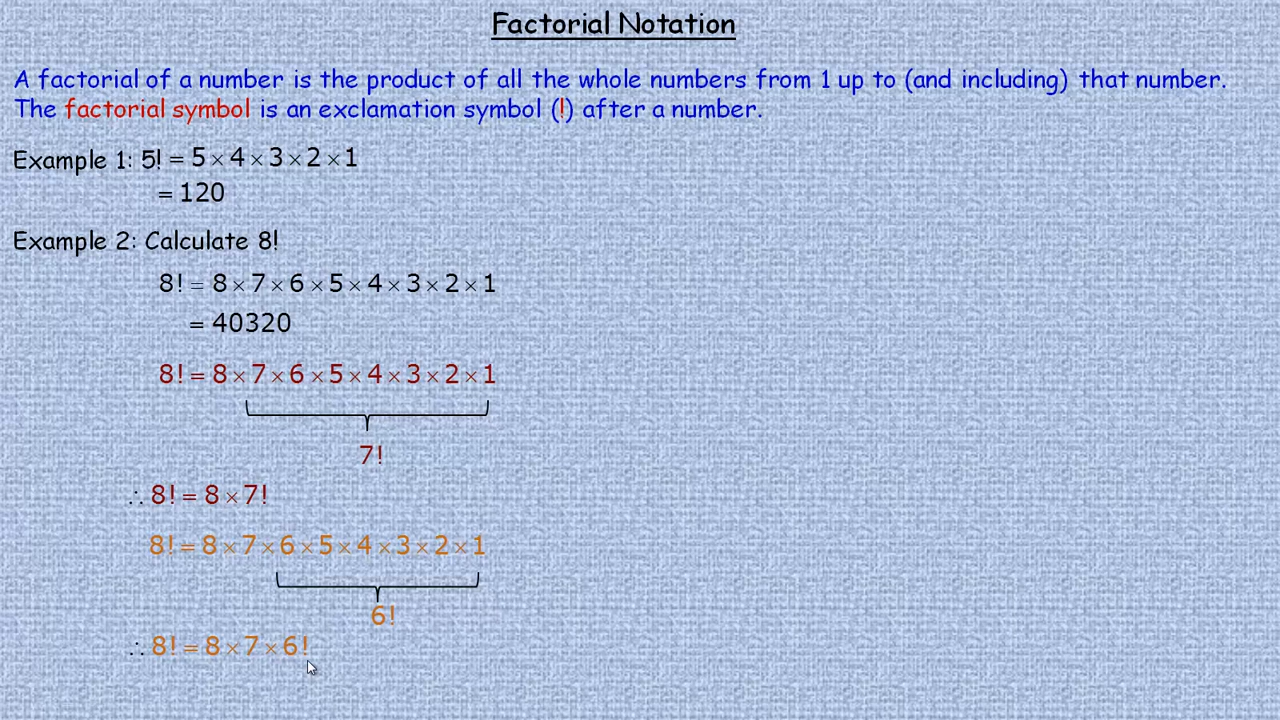 Factorial Notation
A factorial of a number is the product of all the whole numbers from 1 up to (and including) that number.
The factorial symbol is an exclamation symbol (!) after a number.
Example 1: 5! = 5 × 4 × 3 × 2 × 1
= 120
Example 2: Calculate 8!
8! = 8 × 7 × 6 × 5 × 4 × 3 × 2 × 1
= 40320
8! = 8 × 7 × 6 × 5 × 4 × 3 × 2 × 1
7!
∴ 8! = 8 × 7!
8! = 8 × 7 × 6 × 5 × 4 × 3 × 2 × 1
6!
∴ 8! = 8 × 7 × 6!